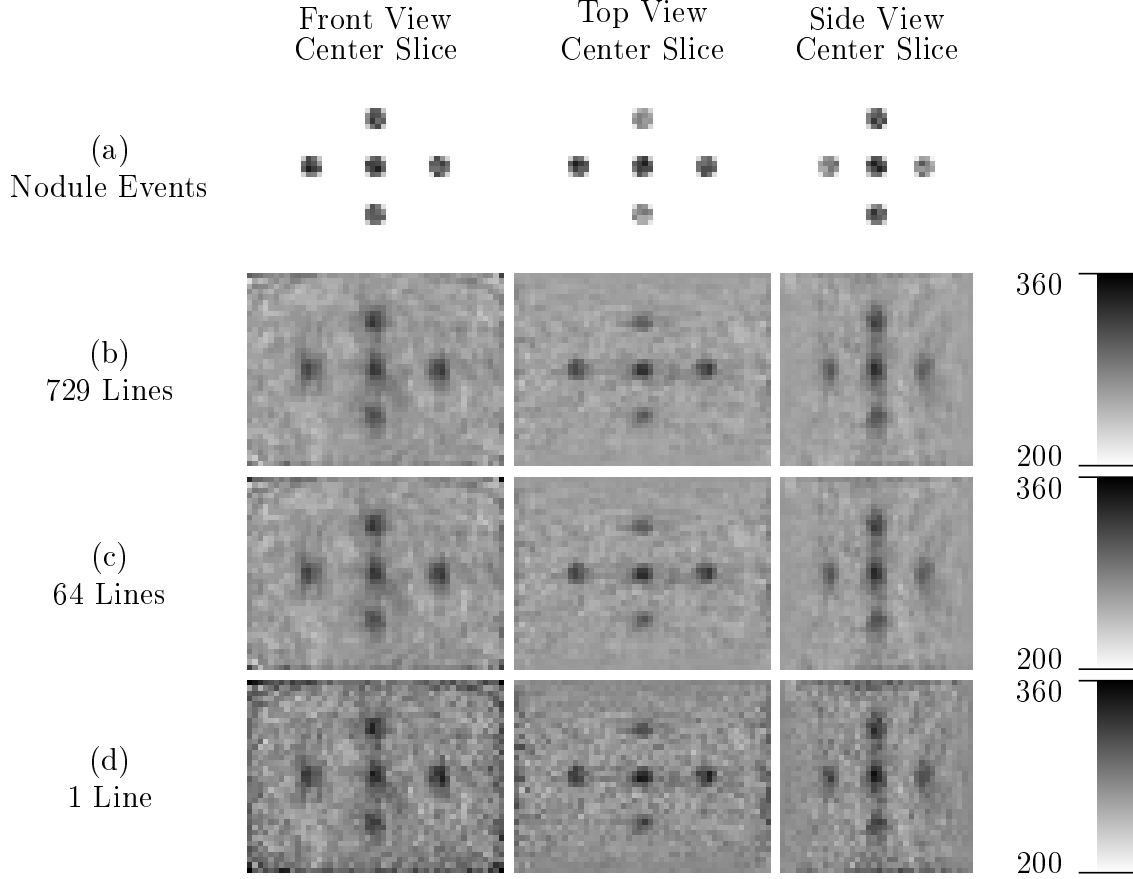 Front View
Center Slice
Top View
Center Slice
Side View
Center Slice
(a)
Nodule Events
(b)
729 Lines
360
200
(c)
64 Lines
360
200
(d)
1 Line
360
200